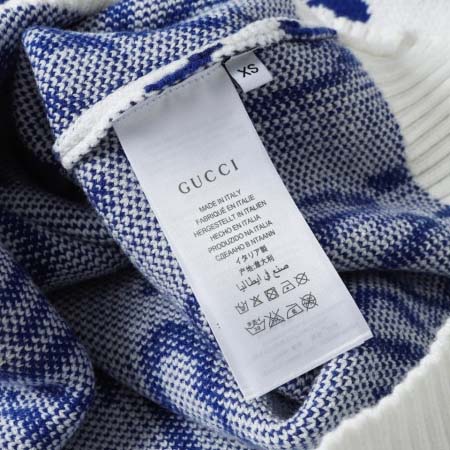 XS
GUCCI
MADE IN ITALY
FABRIQUÉ EN ITALIE
HERGESTELLT IN ITALIEN
HECHO EN ITALIA
PRODUZIDO NA ITALIA
СДЕЛАНО В ИТАЛИИ
イタリア製
产地:意大利
صنع في ايطاليا